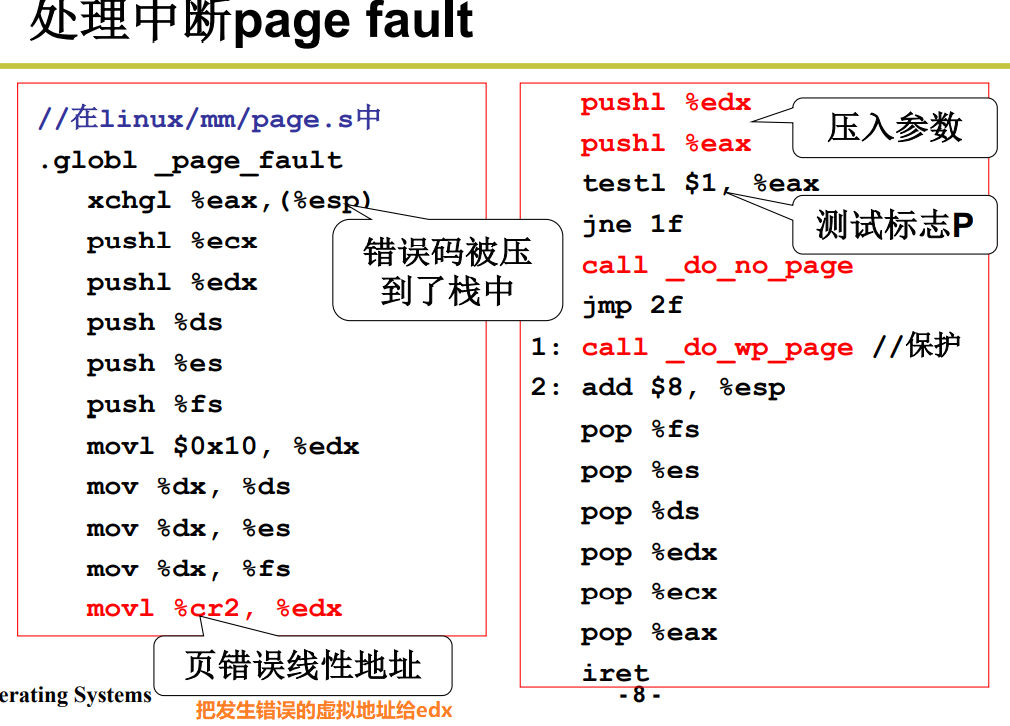 处理中断page fault
//在linux/mm/page.s中
.globl _page_fault
xchgl %eax,(%esp)
pushl %ecx
pushl %edx
push %ds
push %es
push %fs
movl $0x10, %edx
mov %dx, %ds
mov %dx, %es
mov %dx, %fs
movl %cr2, %edx
错误码被压
到了栈中
页错误线性地址
把发生错误的虚拟地址给edx
pushl %edx
pushl %eax
压入参数
testl $1, %eax
测试标志P
jne 1f
call _do_no_page
jmp 2f
1: call _do_wp_page //保护
2: add $8, %esp
pop %fs
pop %es
pop %ds
pop %edx
pop %ecx
pop %eax
iret
erating Systems
- 8 -